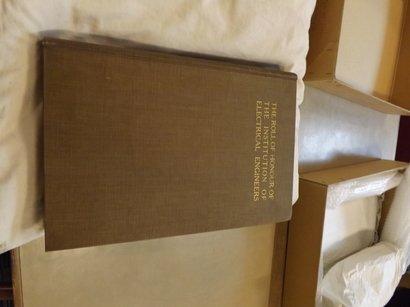 THE ROLL OF HONOUR OF
THE INSTITUTION OF
ELECTRICAL ENGINEERS